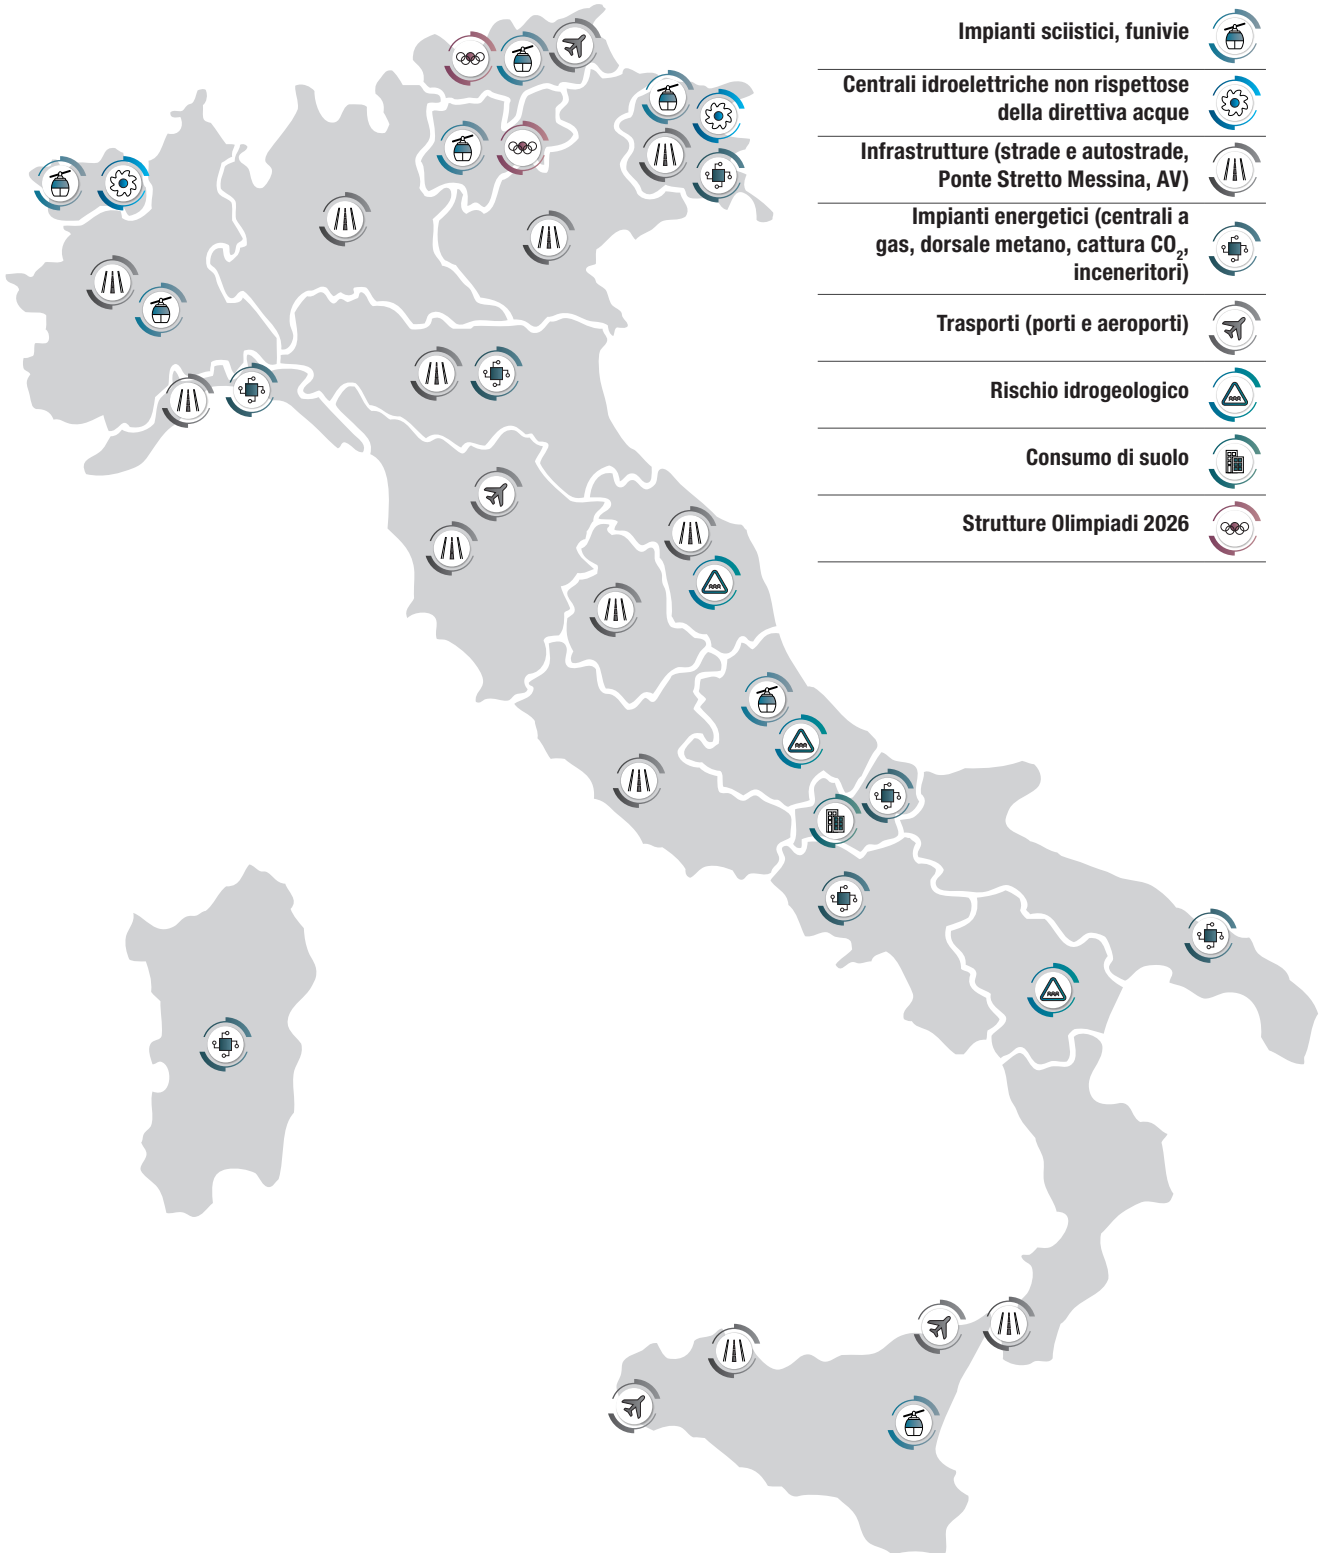 Impianti sciistici, funivie
Centrali idroelettriche non rispettose
della direttiva acque
Infrastrutture (strade e autostrade,
Ponte Stretto Messina, AV)
Impianti energetici (centrali a
gas, dorsale metano, cattura CO₂,
inceneritori)
Trasporti (porti e aeroporti)
Rischio idrogeologico
Consumo di suolo
Strutture Olimpiadi 2026